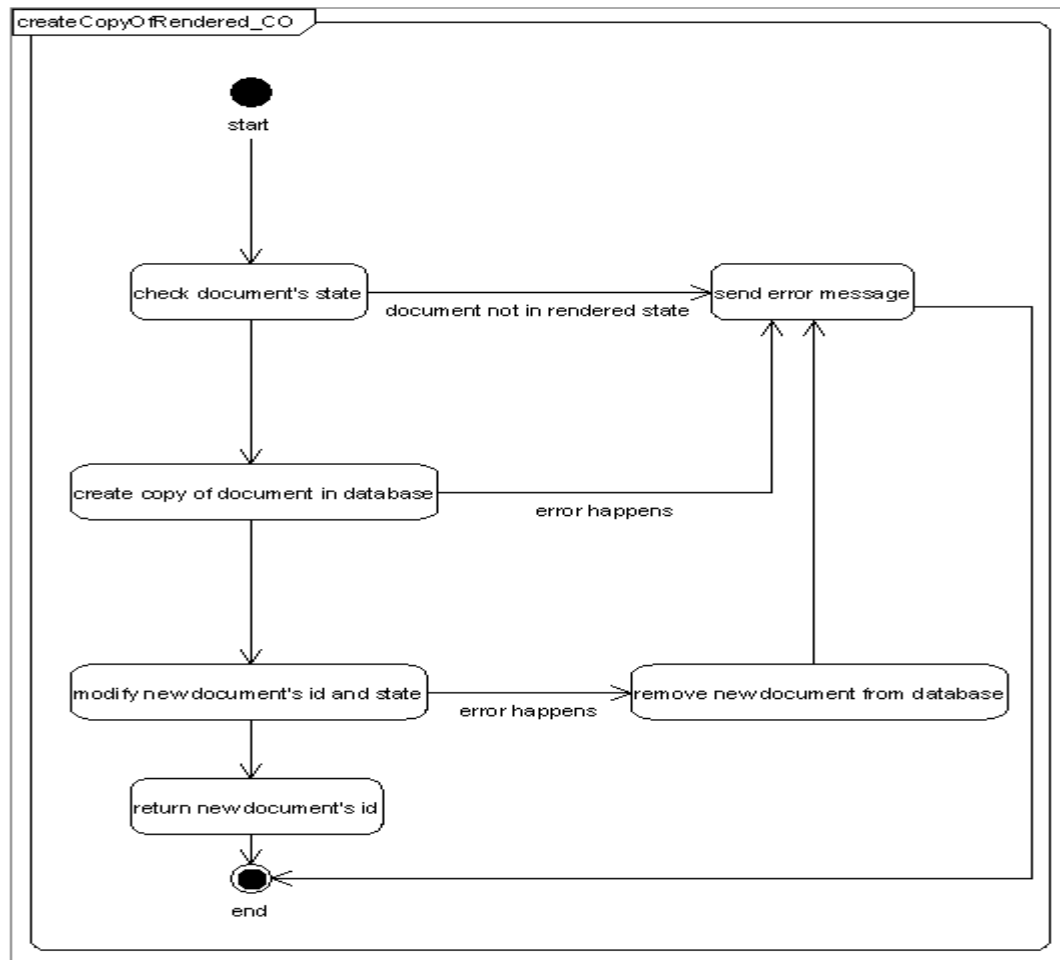 createCopyOfRendered_CO
start
check document's state
send error message
document not in rendered state
create copy of document in database
error happens
modify new document's id and state
remove new document from database
error happens
return new document's id
end